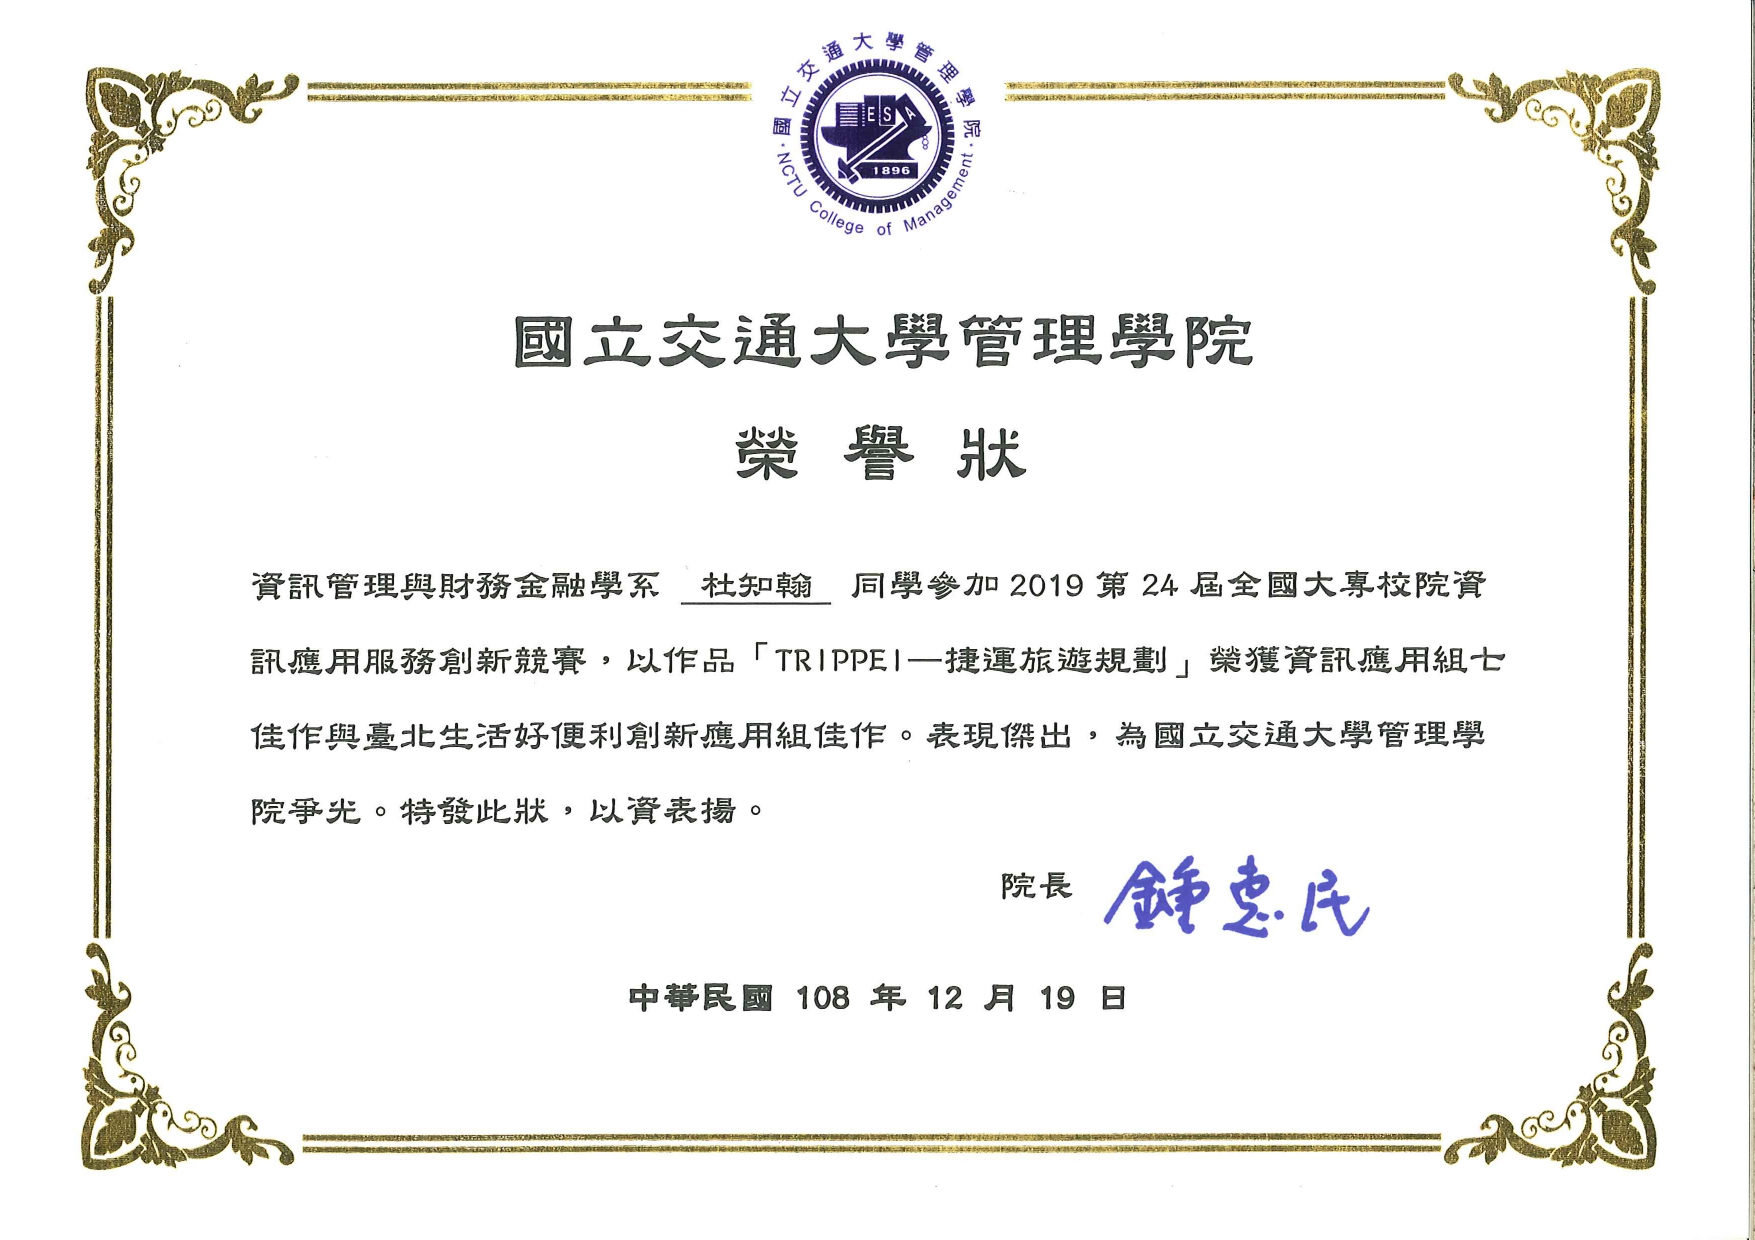 國立交通大學管理學院
ESA
1896
NCTU College of Management
國立交通大學管理學院
榮譽狀
資訊管理與財務金融學系 杜知翰 同學參加 2019 第 24 屆全國大專校院資
訊應用服務創新競賽，以作品「TRIPPEI—捷運旅遊規劃」榮獲資訊應用組七
佳作與臺北生活好便利創新應用組佳作。表現傑出，為國立交通大學管理學
院爭光。特發此狀，以資表揚。
院長 鍾惠民
中華民國 108 年 12 月 19 日